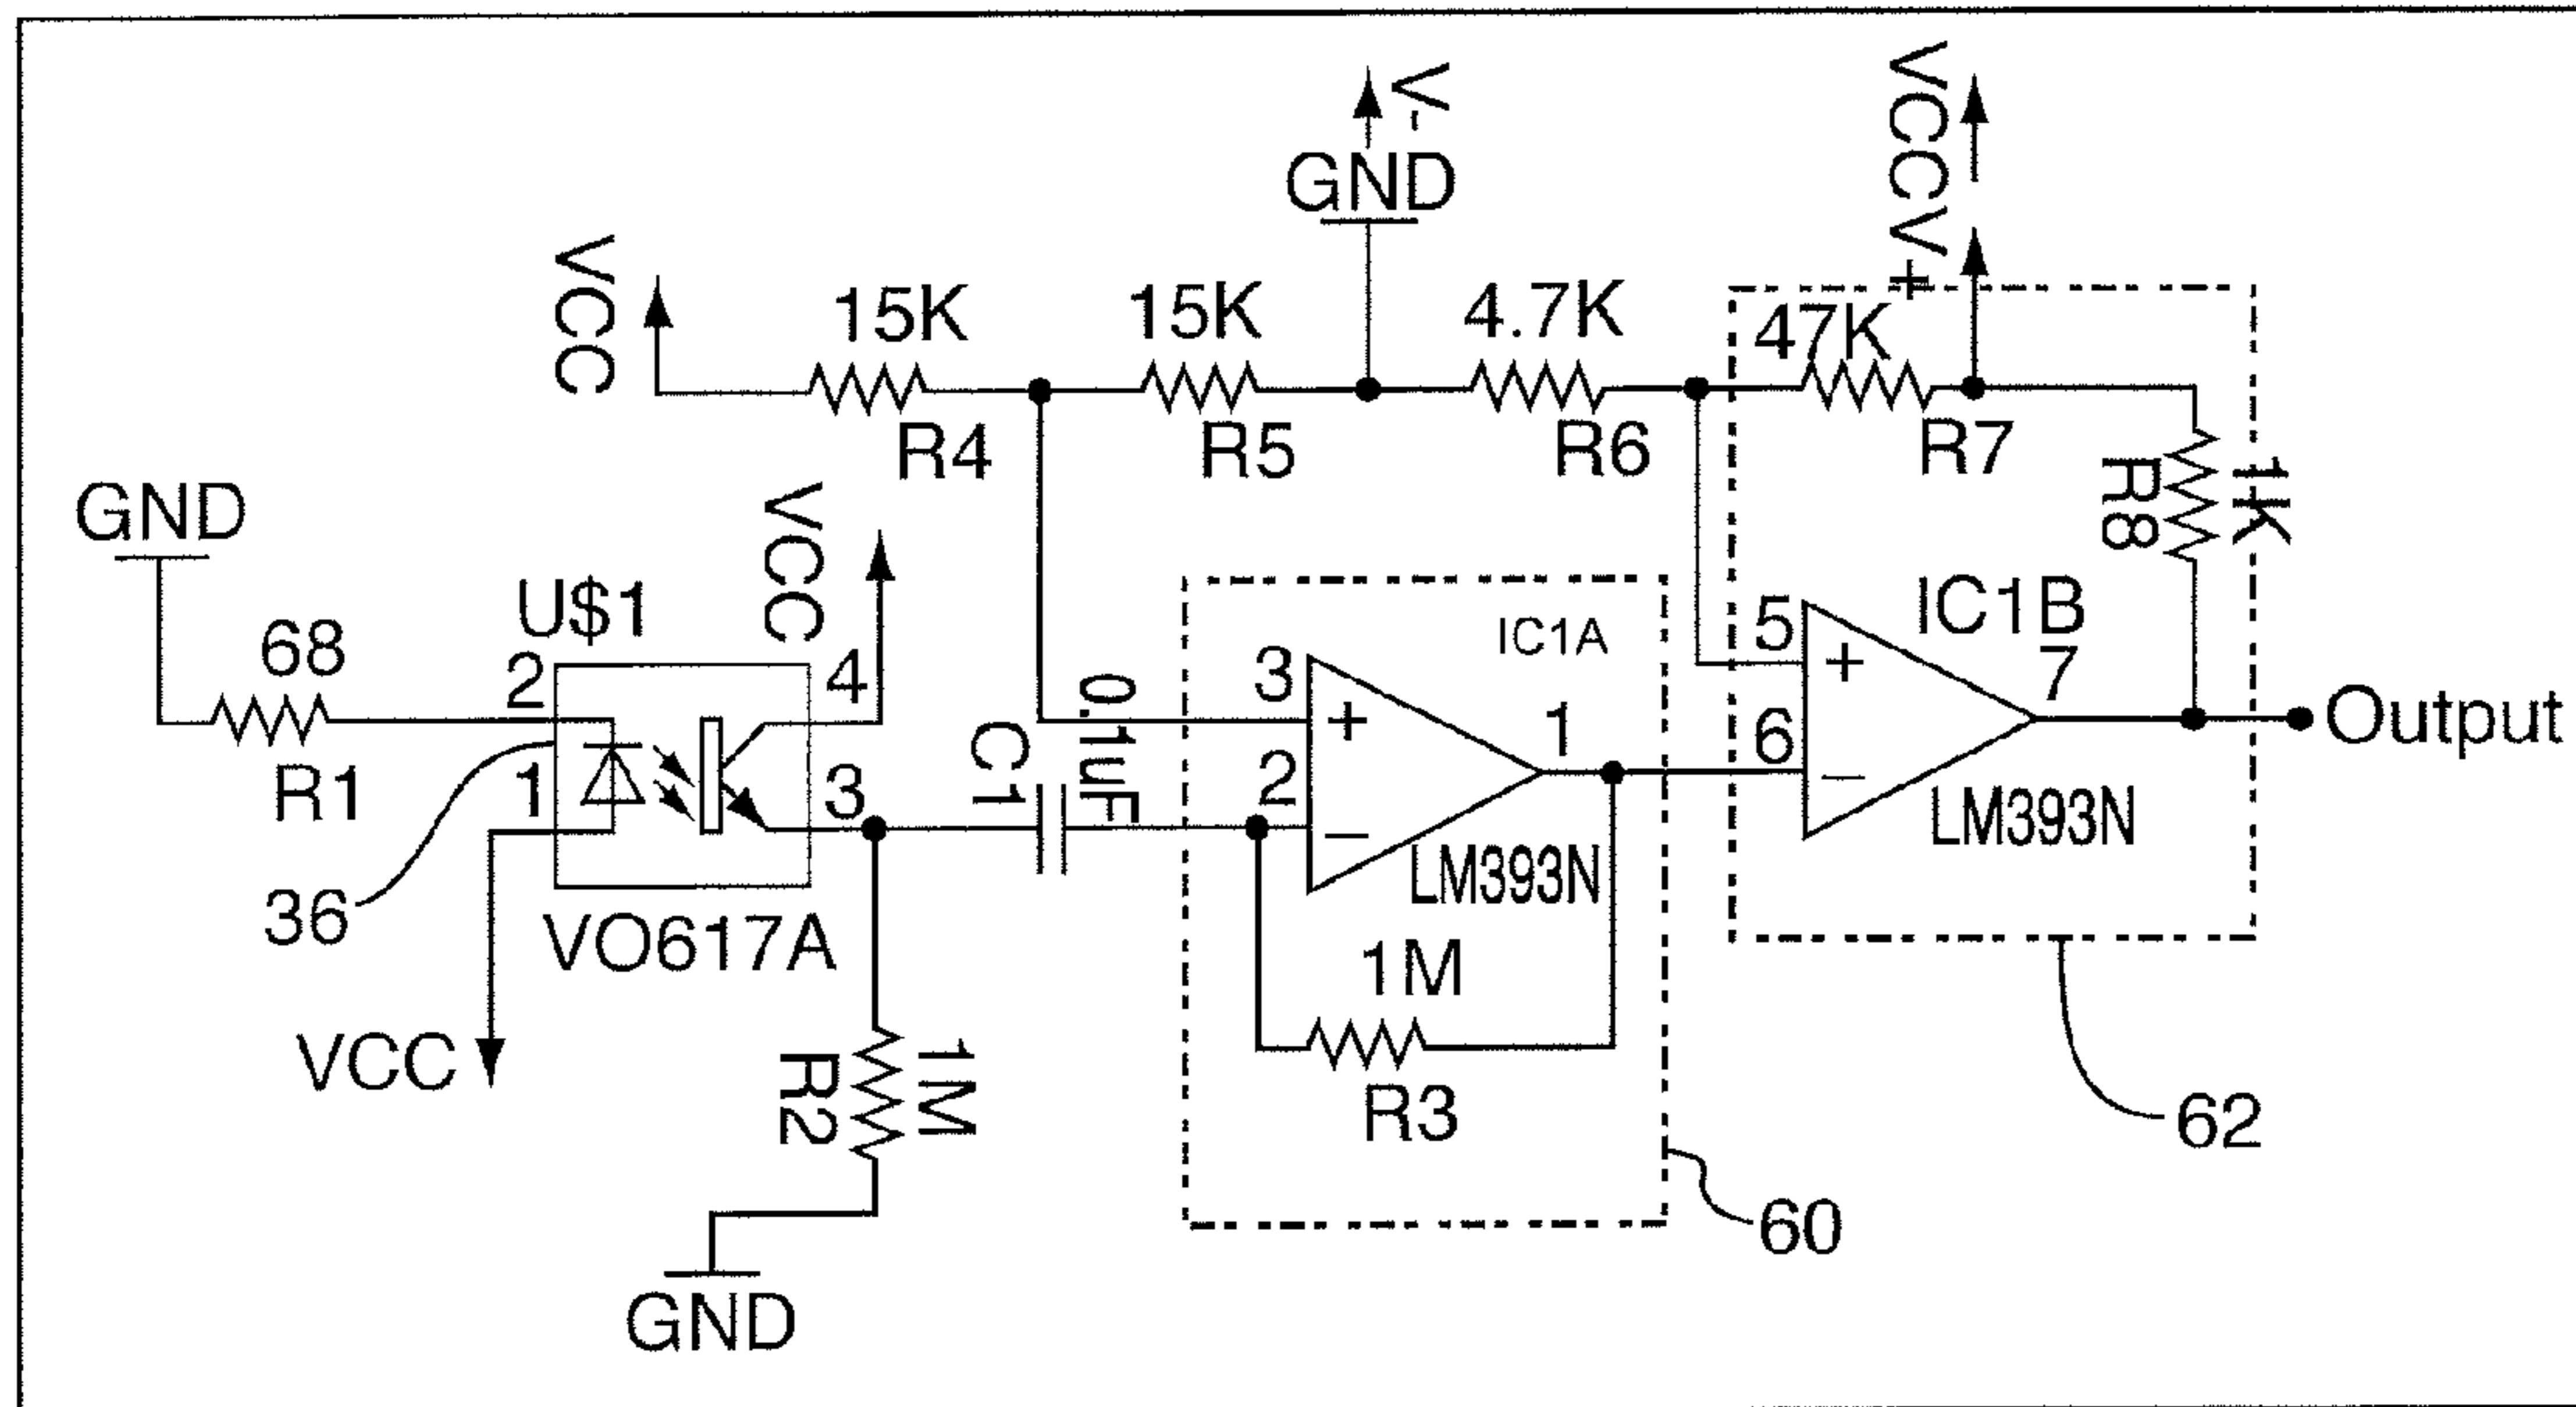 V-
GND
VCC
V+
VCC
15K
R4
15K
R5
4.7K
R6
47K
R7
1K
R8
GND
68
R1
U$1
2
1
4
3
VCC
36
VO617A
VCC
1M
R2
GND
C1
0.1uF
IC1A
3
+
2
–
1
LM393N
1M
R3
60
IC1B
5
+
6
–
7
LM393N
62
Output